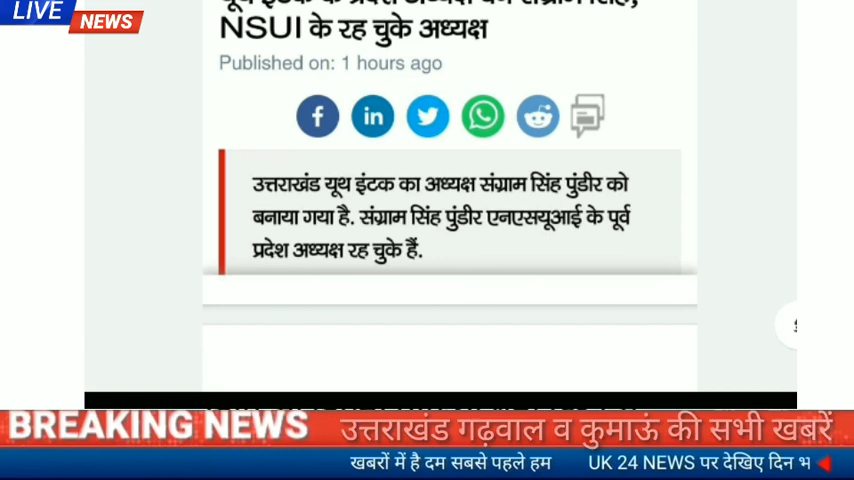 LIVE
NEWS
NSUI के रह चुके अध्यक्ष
Published on: 1 hours ago
उत्तराखंड यूथ इंटक का अध्यक्ष संग्राम सिंह पुंडीर को
बनाया गया है. संग्राम सिंह पुंडीर एनएसयूआई के पूर्व
प्रदेश अध्यक्ष रह चुके हैं.
BREAKING NEWS
उत्तराखंड गढ़वाल व कुमाऊं की सभी खबरें
खबरों में है दम सबसे पहले हम UK 24 NEWS पर देखिए दिन भ